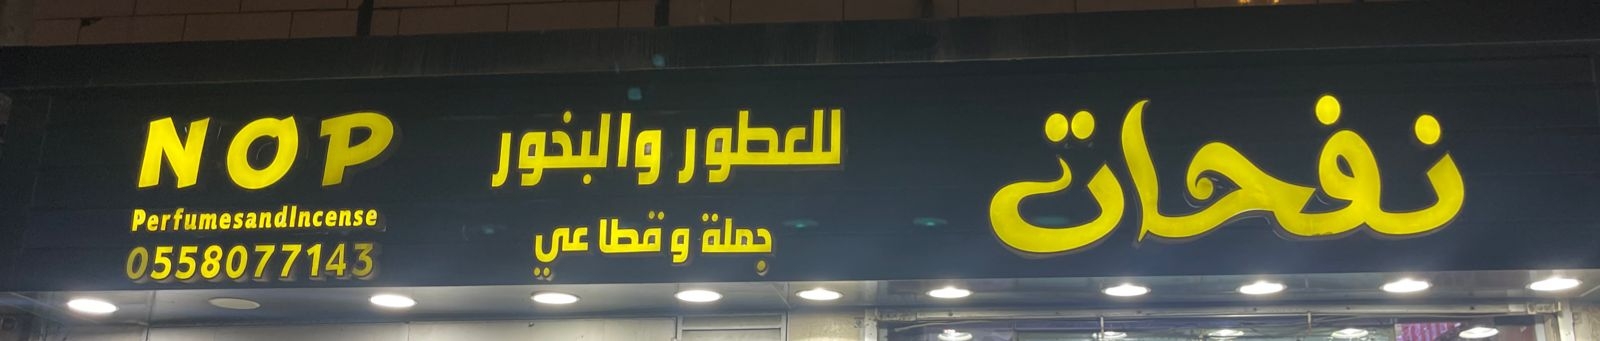 نفحات
للعطور والبخور
جملة و قطاعي
NOP
PerfumesandIncense
0558077143